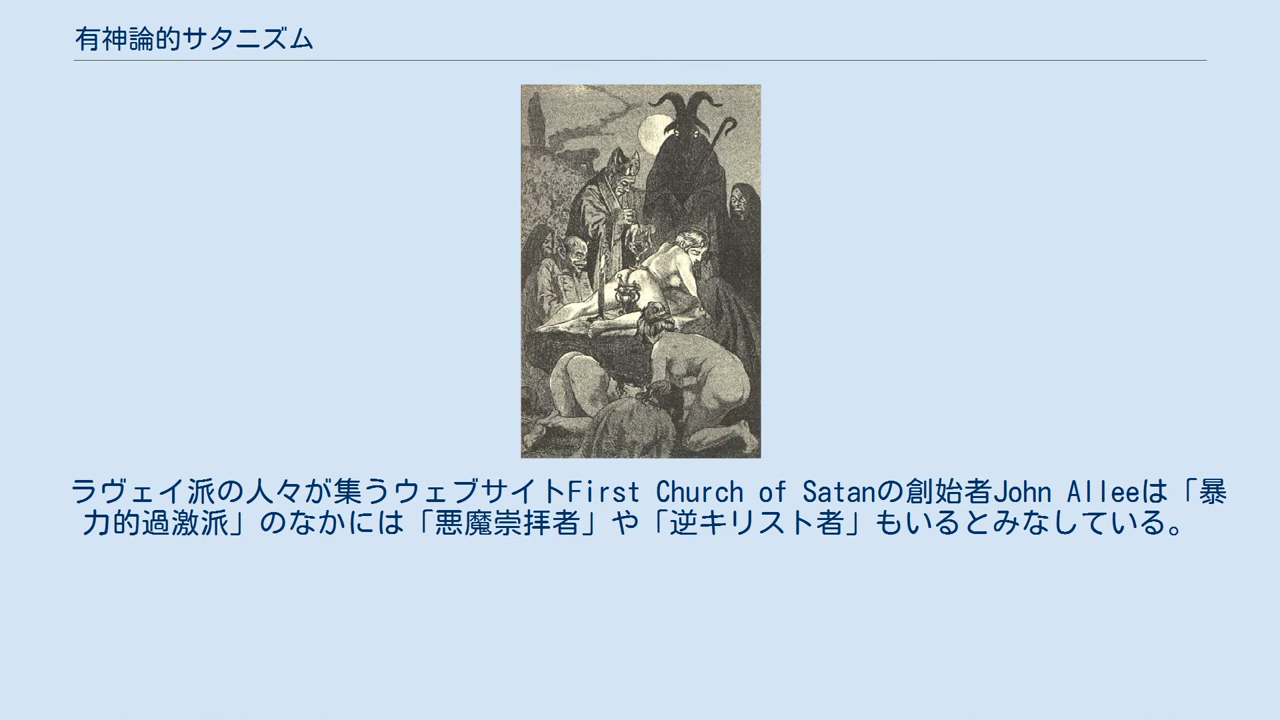 有神論的サタニズム
ラヴェイ派の人々が集うウェブサイトFirst Church of Satanの創始者John Alleeは「暴
力的過激派」のなかには「悪魔崇拝者」や「逆キリスト者」もいるとみなしている。